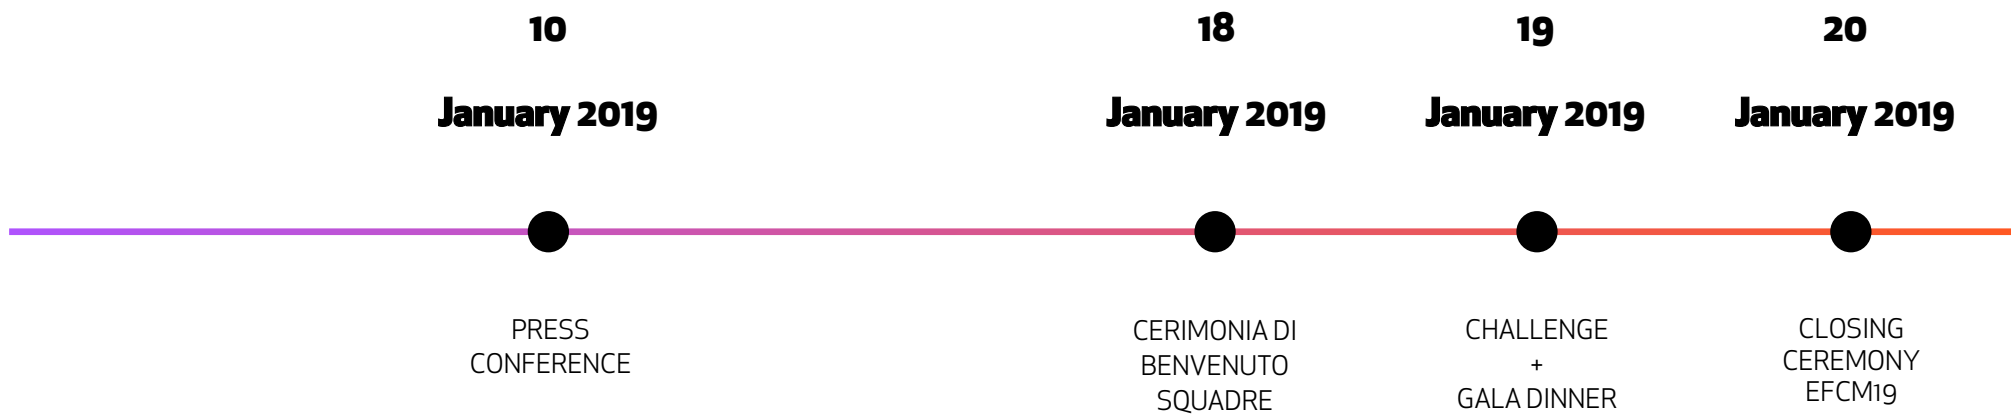 10
January 2019
PRESS
CONFERENCE
18
January 2019
CERIMONIA DI
BENVENUTO
SQUADRE
19
January 2019
CHALLENGE
+
GALA DINNER
20
January 2019
CLOSING
CEREMONY
EFCM19